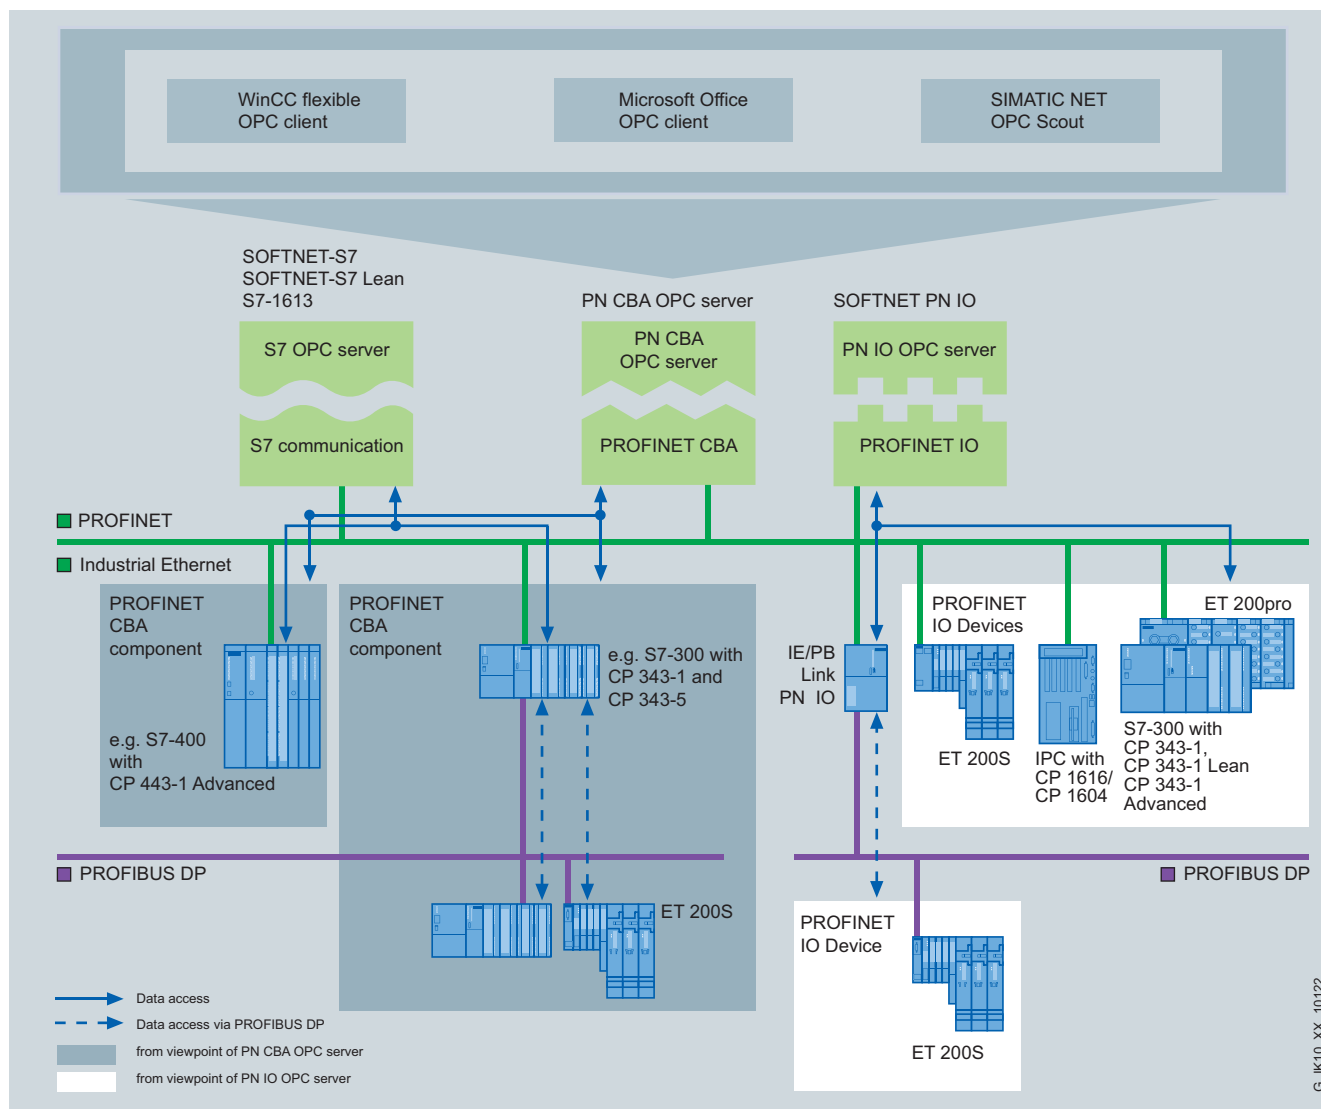 WinCC flexible
OPC client
Microsoft Office
OPC client
SIMATIC NET
OPC Scout
SOFTNET-S7
SOFTNET-S7 Lean
S7-1613
PN CBA OPC server
SOFTNET PN IO
S7 OPC server
PN CBA
OPC server
PN IO OPC server
S7 communication
PROFINET CBA
PROFINET IO
PROFINET
Industrial Ethernet
PROFINET
CBA
component
e.g. S7-400
with
CP 443-1 Advanced
PROFINET
CBA
component
e.g. S7-300 with
CP 343-1 and
CP 343-5
IE/PB
Link
PN IO
PROFINET
IO Devices
ET 200pro
ET 200S
IPC with
CP 1616/
CP 1604
S7-300 with
CP 343-1,
CP 343-1 Lean
CP 343-1
Advanced
PROFIBUS DP
PROFIBUS DP
ET 200S
PROFINET
IO Device
ET 200S
Data access
Data access via PROFIBUS DP
from viewpoint of PN CBA OPC server
from viewpoint of PN IO OPC server
G_IK10_XX_10122